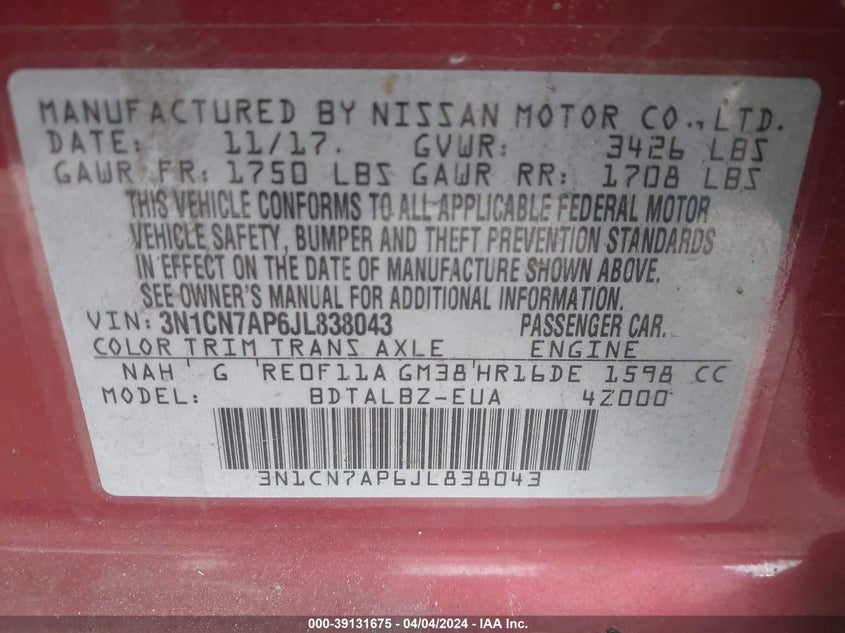 MANUFACTURED BY NISSAN MOTOR CO., LTD.
DATE: 11/17. GVWR: 3426 LBS
GAWR FR: 1750 LBS GAWR RR: 1708 LBS
THIS VEHICLE CONFORMS TO ALL APPLICABLE FEDERAL MOTOR
VEHICLE SAFETY, BUMPER AND THEFT PREVENTION STANDARDS
IN EFFECT ON THE DATE OF MANUFACTURE SHOWN ABOVE.
SEE OWNER'S MANUAL FOR ADDITIONAL INFORMATION.
VIN: 3N1CN7AP6JL838043 PASSENGER CAR.
COLOR TRIM TRANS AXLE ENGINE
NAH G RE0F11A GM38 HR16DE 1598 CC
MODEL: BDTALBZ-EUA 4Z000
3N1CN7AP6JL838043
000-39131675 - 04/04/2024 - IAA Inc.